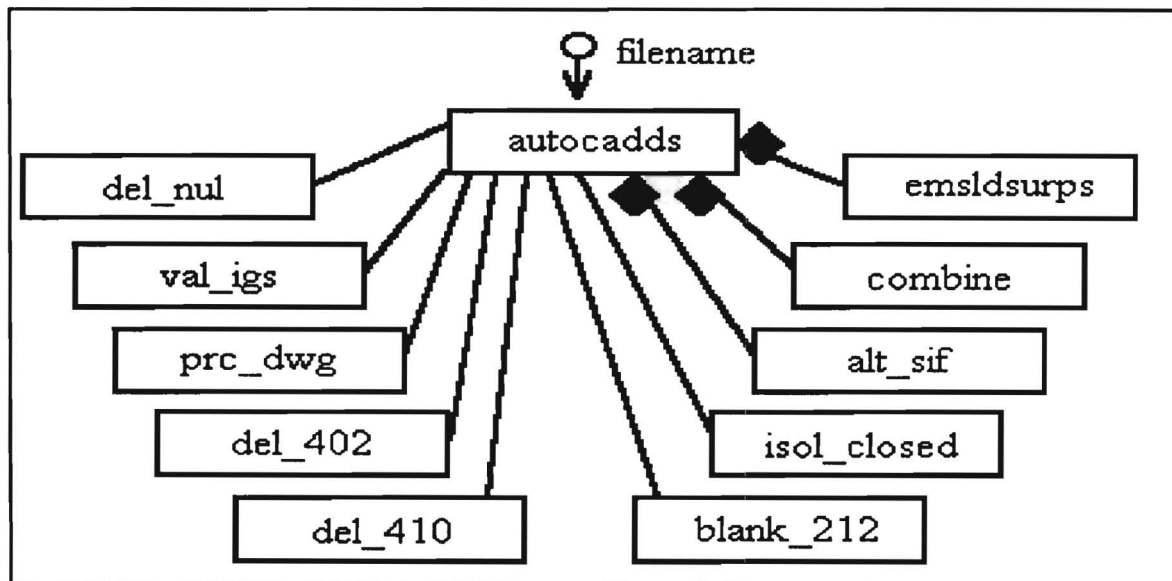 filename
autocadds
del_nul
emsldsurps
val_igs
combine
prc_dwg
alt_sif
del_402
isol_closed
del_410
blank_212